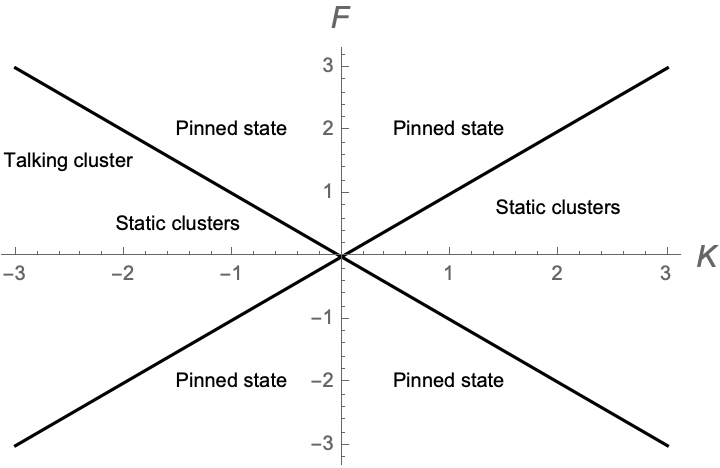 F
3
Pinned state Pinned state
2
Talking cluster
1
Static clusters
Static clusters
−3 −2 −1 1 2 3 K
−1
Pinned state −2 Pinned state
−3